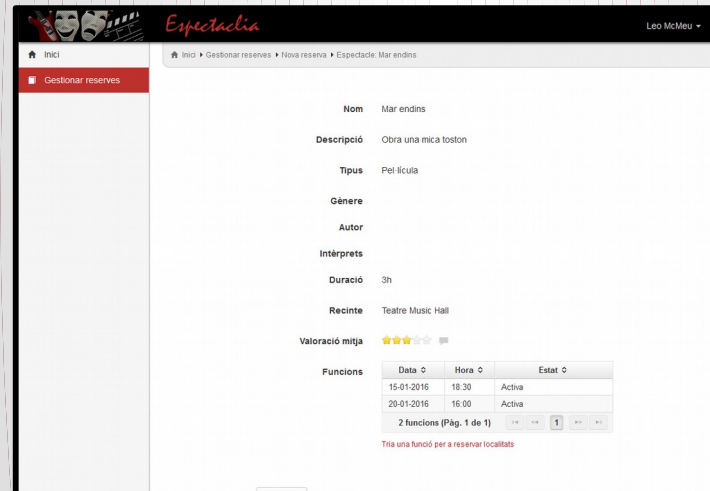 Espectaclia
Leo McMeu
Inici
Inici Gestionar reserves Nova reserva Espectacle: Mar endins
Gestionar reserves
Nom Mar endins
Descripció Obra una mica toston
Tipus Pel·lícula
Gènere
Autor
Intèrprets
Duració 3h
Recinte Teatre Music Hall
Valoració mitja
Funcions Data Hora Estat
15-01-2016 18:30 Activa
20-01-2016 16:00 Activa
2 funcions (Pàg. 1 de 1) 1
Tria una funció per a reservar localitats